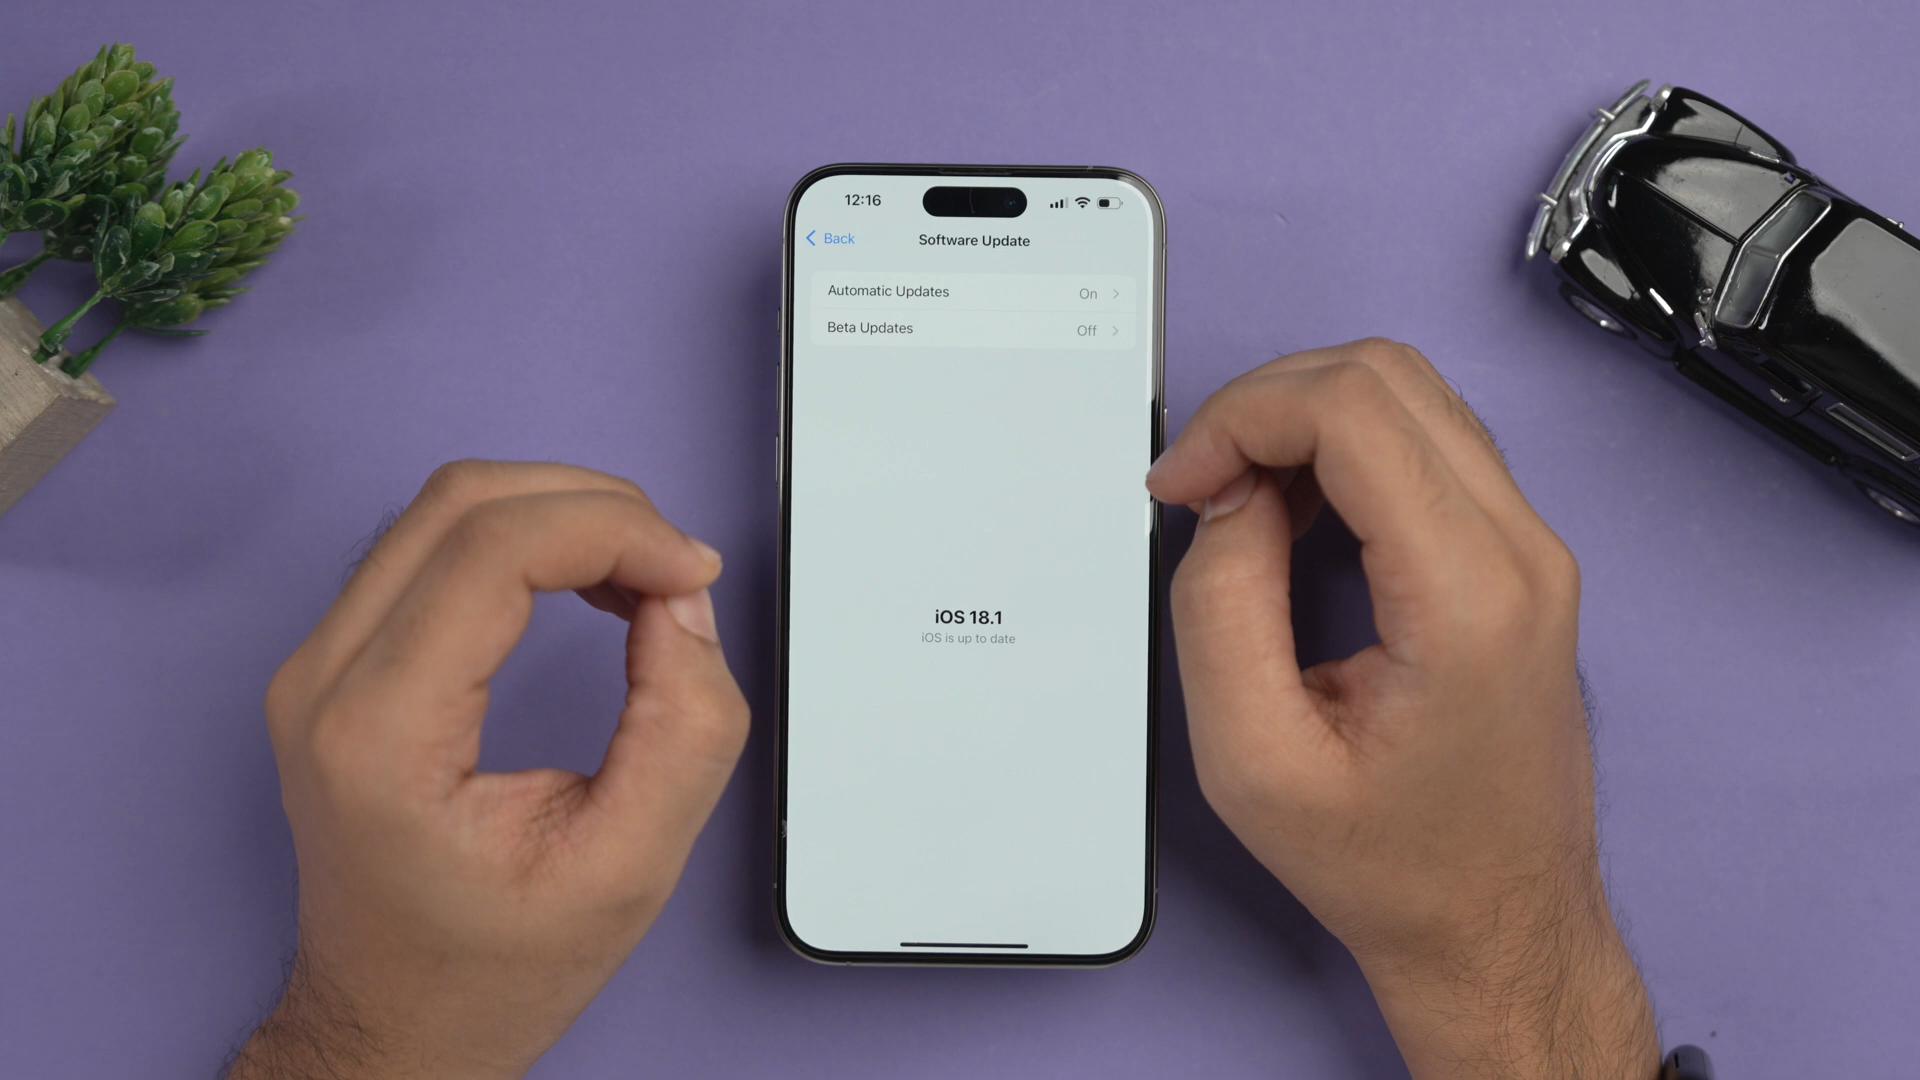 12:16
Back
Software Update
Automatic Updates On
Beta Updates Off
iOS 18.1
iOS is up to date